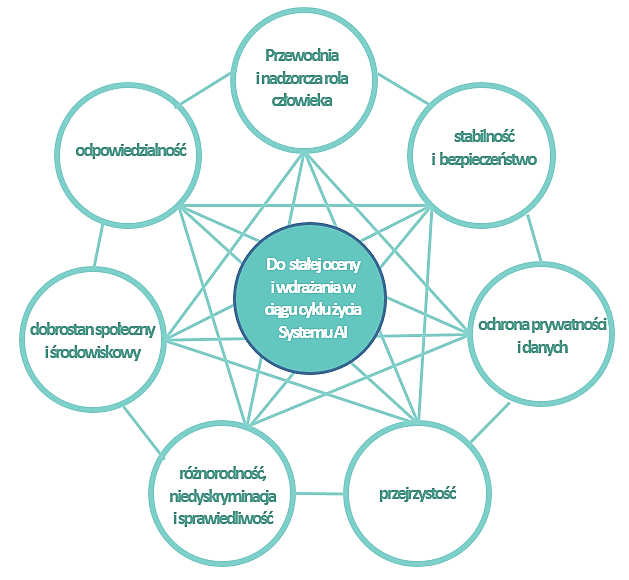 Przewodnia
i nadzorcza rola
człowieka
odpowiedzialność
stabilność
i bezpieczeństwo
Do stałej oceny
i wdrażania w
ciągu cyklu życia
Systemu AI
dobrostan społeczny
i środowiskowy
ochrona prywatności
i danych
różnorodność,
niedyskryminacja
i sprawiedliwość
przejrzystość